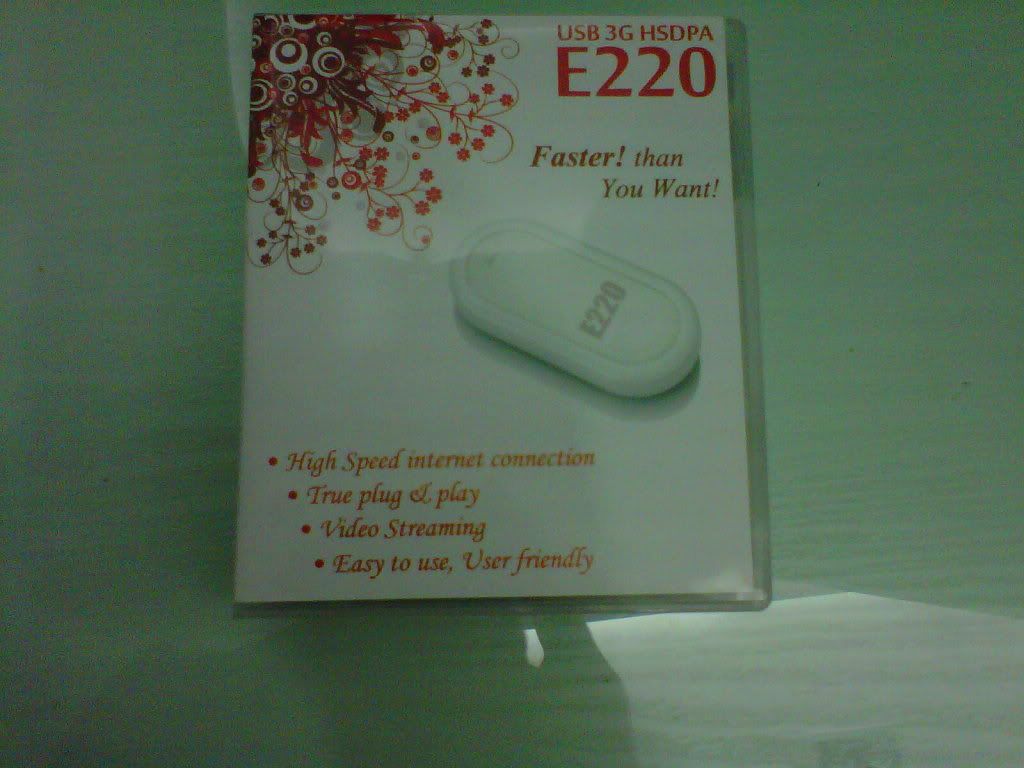 USB 3G HSDPA
E220
Faster! than
You Want!
E220
• High Speed internet connection
• True plug & play
• Video Streaming
• Easy to use, User friendly